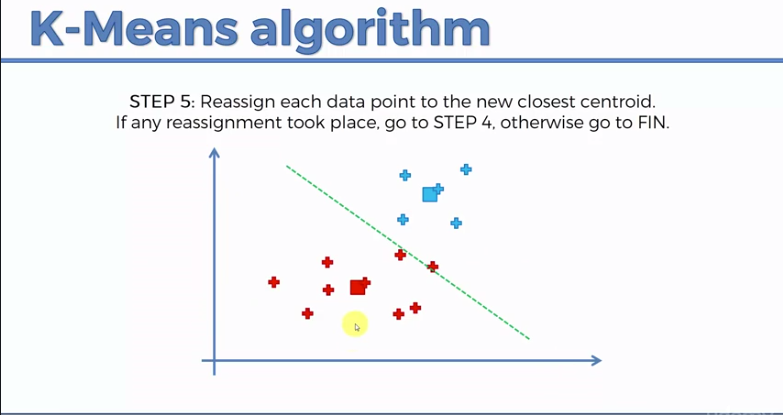 K-Means algorithm
STEP 5: Reassign each data point to the new closest centroid.
If any reassignment took place, go to STEP 4, otherwise go to FIN.